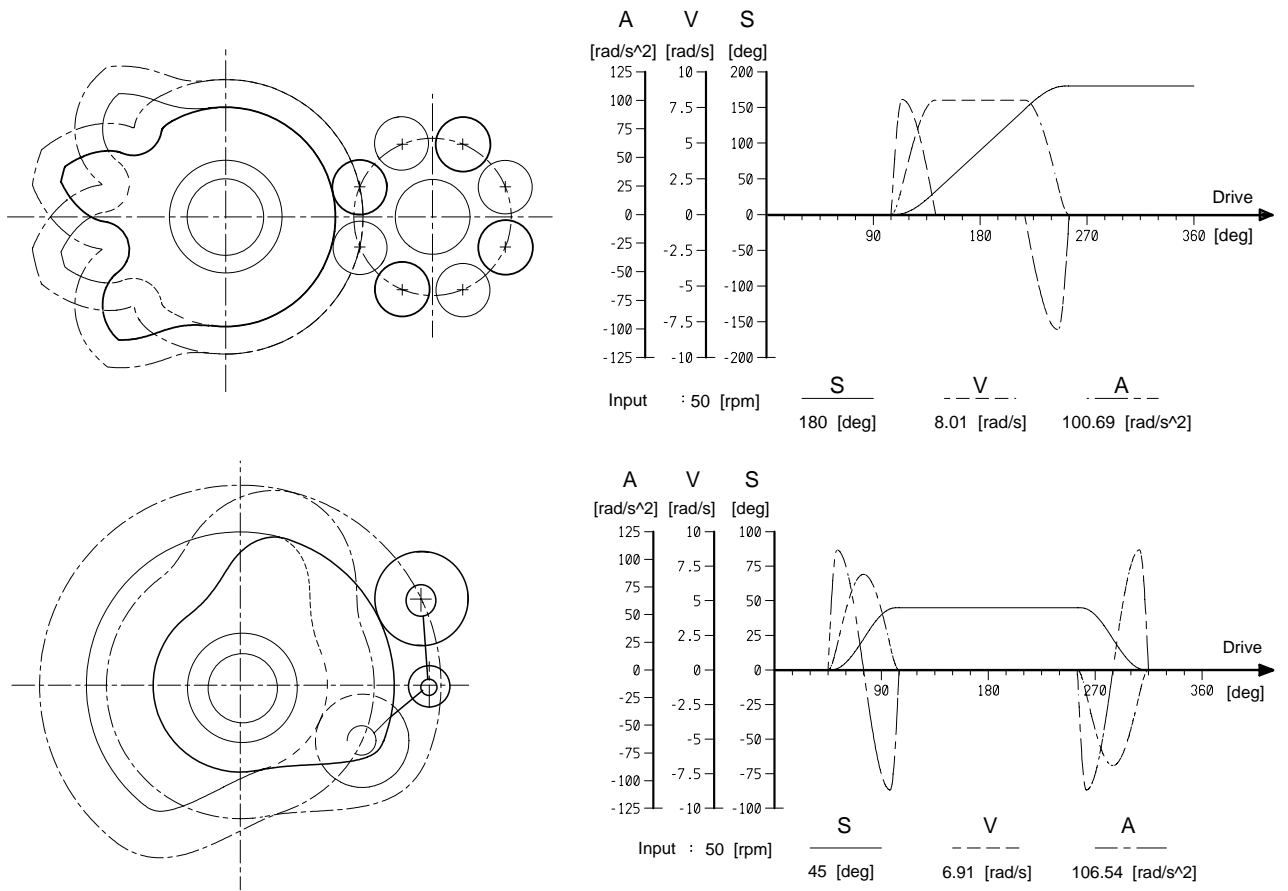 A V S
[rad/s^2] [rad/s] [deg]
125 10 200
100 7.5 150
75 5 100
50 2.5 50
25
0 0 0
-25 -2.5 -50
-50 -5 -100
-75 -7.5 -150
-100 -10 -200
-125
Drive
90 180 270 360 [deg]
Input : 50 [rpm]
S V A
180 [deg] 8.01 [rad/s] 100.69 [rad/s^2]
A V S
[rad/s^2] [rad/s] [deg]
125 10 100
100 7.5 75
75 5 50
50 2.5 25
25
0 0 0
-25 -2.5 -25
-50 -5 -50
-75 -7.5 -75
-100 -10 -100
-125
Drive
90 180 270 360 [deg]
Input : 50 [rpm]
S V A
45 [deg] 6.91 [rad/s] 106.54 [rad/s^2]